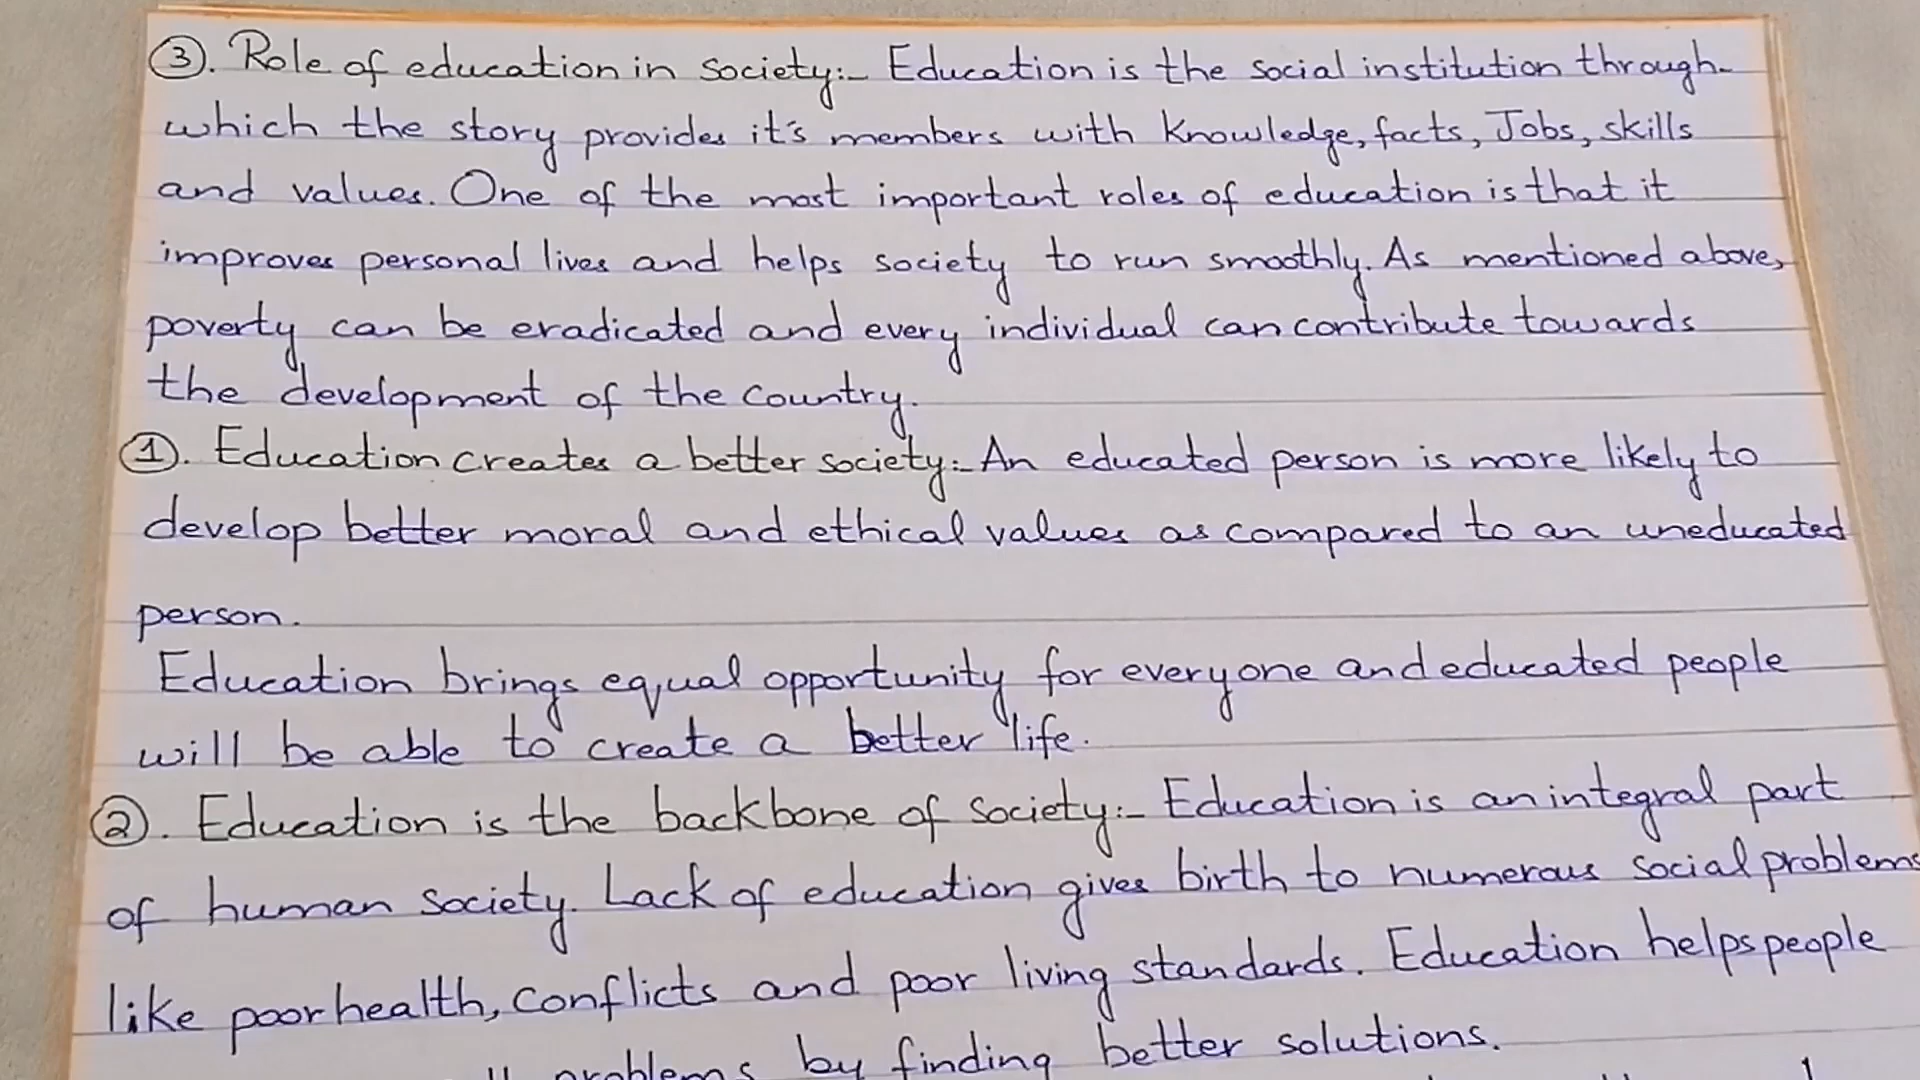 ③. Role of education in society:- Education is the social institution through-
which the story provides it's members with knowledge, facts, Jobs, skills
and values. One of the most important roles of education is that it
improves personal lives and helps society to run smoothly. As mentioned above,
poverty can be eradicated and every individual can contribute towards
the development of the country.
①. Education creates a better society:- An educated person is more likely to
develop better moral and ethical values as compared to an uneducated
person.
Education brings equal opportunity for everyone and educated people
will be able to create a better life.
②. Education is the backbone of society:- Education is an integral part
of human society. Lack of education gives birth to numerous social problems
like poor health, conflicts and poor living standards. Education helps people
problems by finding better solutions.